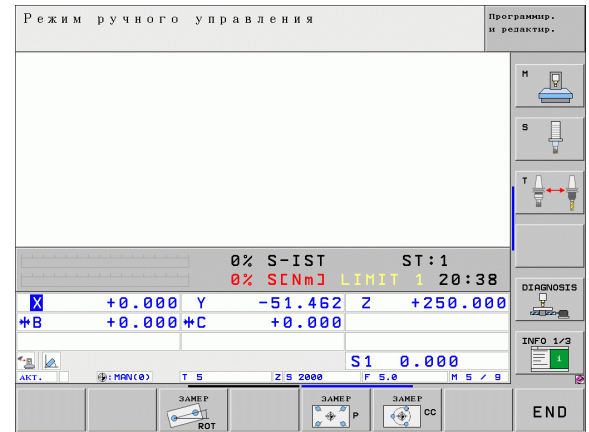 Режим ручного управления
Программир.
и редактир.
M
S
T
0% S-IST ST:1
0% S[Nm] LIMIT 1 20:38
DIAGNOSIS
X +0.000 Y -51.462 Z +250.000
B +0.000 C +0.000
INFO 1/3
1
S1 0.000
АКТ. : MAN(0) T 5 Z S 2000 F 5.0 M 5 / 9
ЗАМЕР ЗАМЕР ЗАМЕР
ROT P CC
END